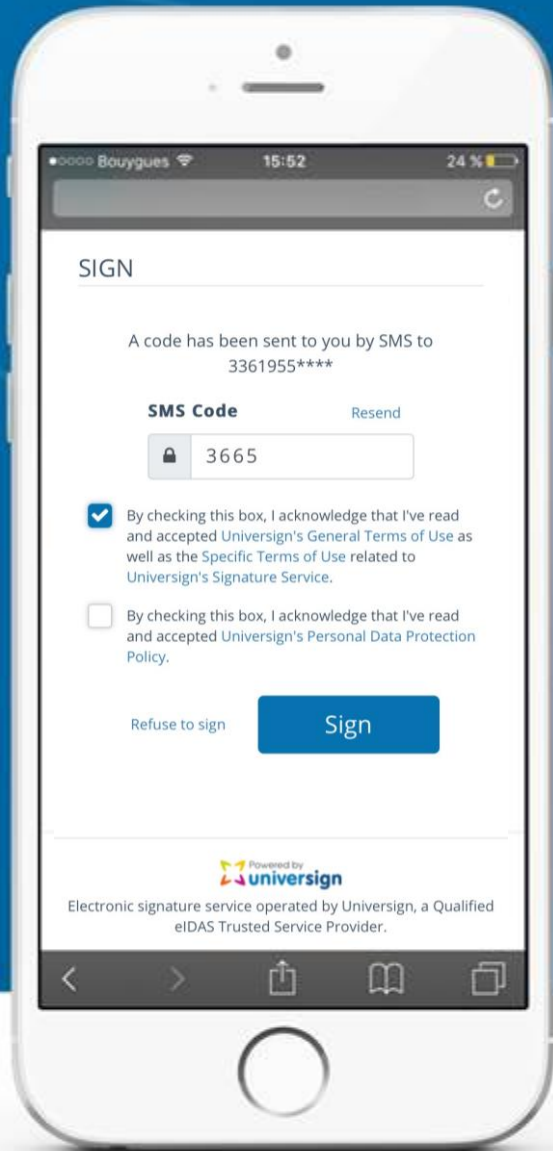 Bouygues 15:52 24 %
SIGN
A code has been sent to you by SMS to
3361955****
SMS Code Resend
3665
By checking this box, I acknowledge that I've read
and accepted Universign's General Terms of Use as
well as the Specific Terms of Use related to
Universign's Signature Service.
By checking this box, I acknowledge that I've read
and accepted Universign's Personal Data Protection
Policy.
Refuse to sign Sign
Powered by
universign
Electronic signature service operated by Universign, a Qualified
eIDAS Trusted Service Provider.